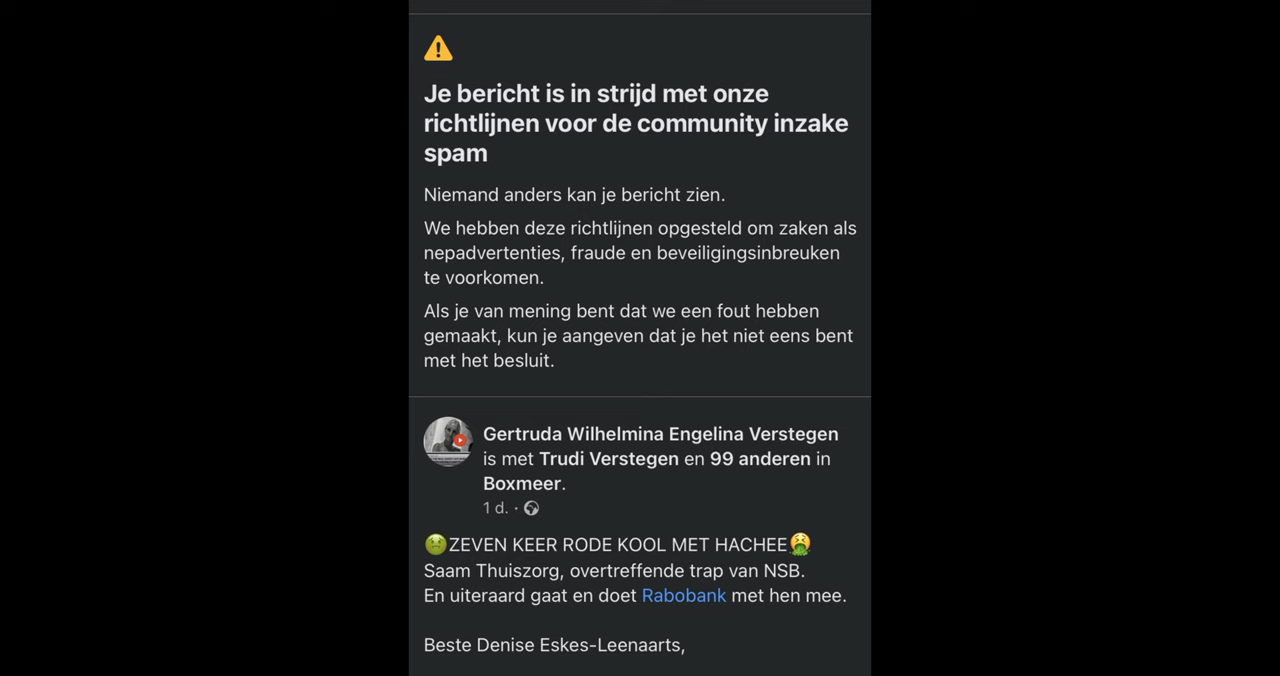 Je bericht is in strijd met onze
richtlijnen voor de community inzake
spam
Niemand anders kan je bericht zien.
We hebben deze richtlijnen opgesteld om zaken als
nepadvertenties, fraude en beveiligingsinbreuken
te voorkomen.
Als je van mening bent dat we een fout hebben
gemaakt, kun je aangeven dat je het niet eens bent
met het besluit.
Gertruda Wilhelmina Engelina Verstegen
is met Trudi Verstegen en 99 anderen in
Boxmeer.
1 d. ·
🤢ZEVEN KEER RODE KOOL MET HACHEE🤮
Saam Thuiszorg, overtreffende trap van NSB.
En uiteraard gaat en doet Rabobank met hen mee.
Beste Denise Eskes-Leenaarts,